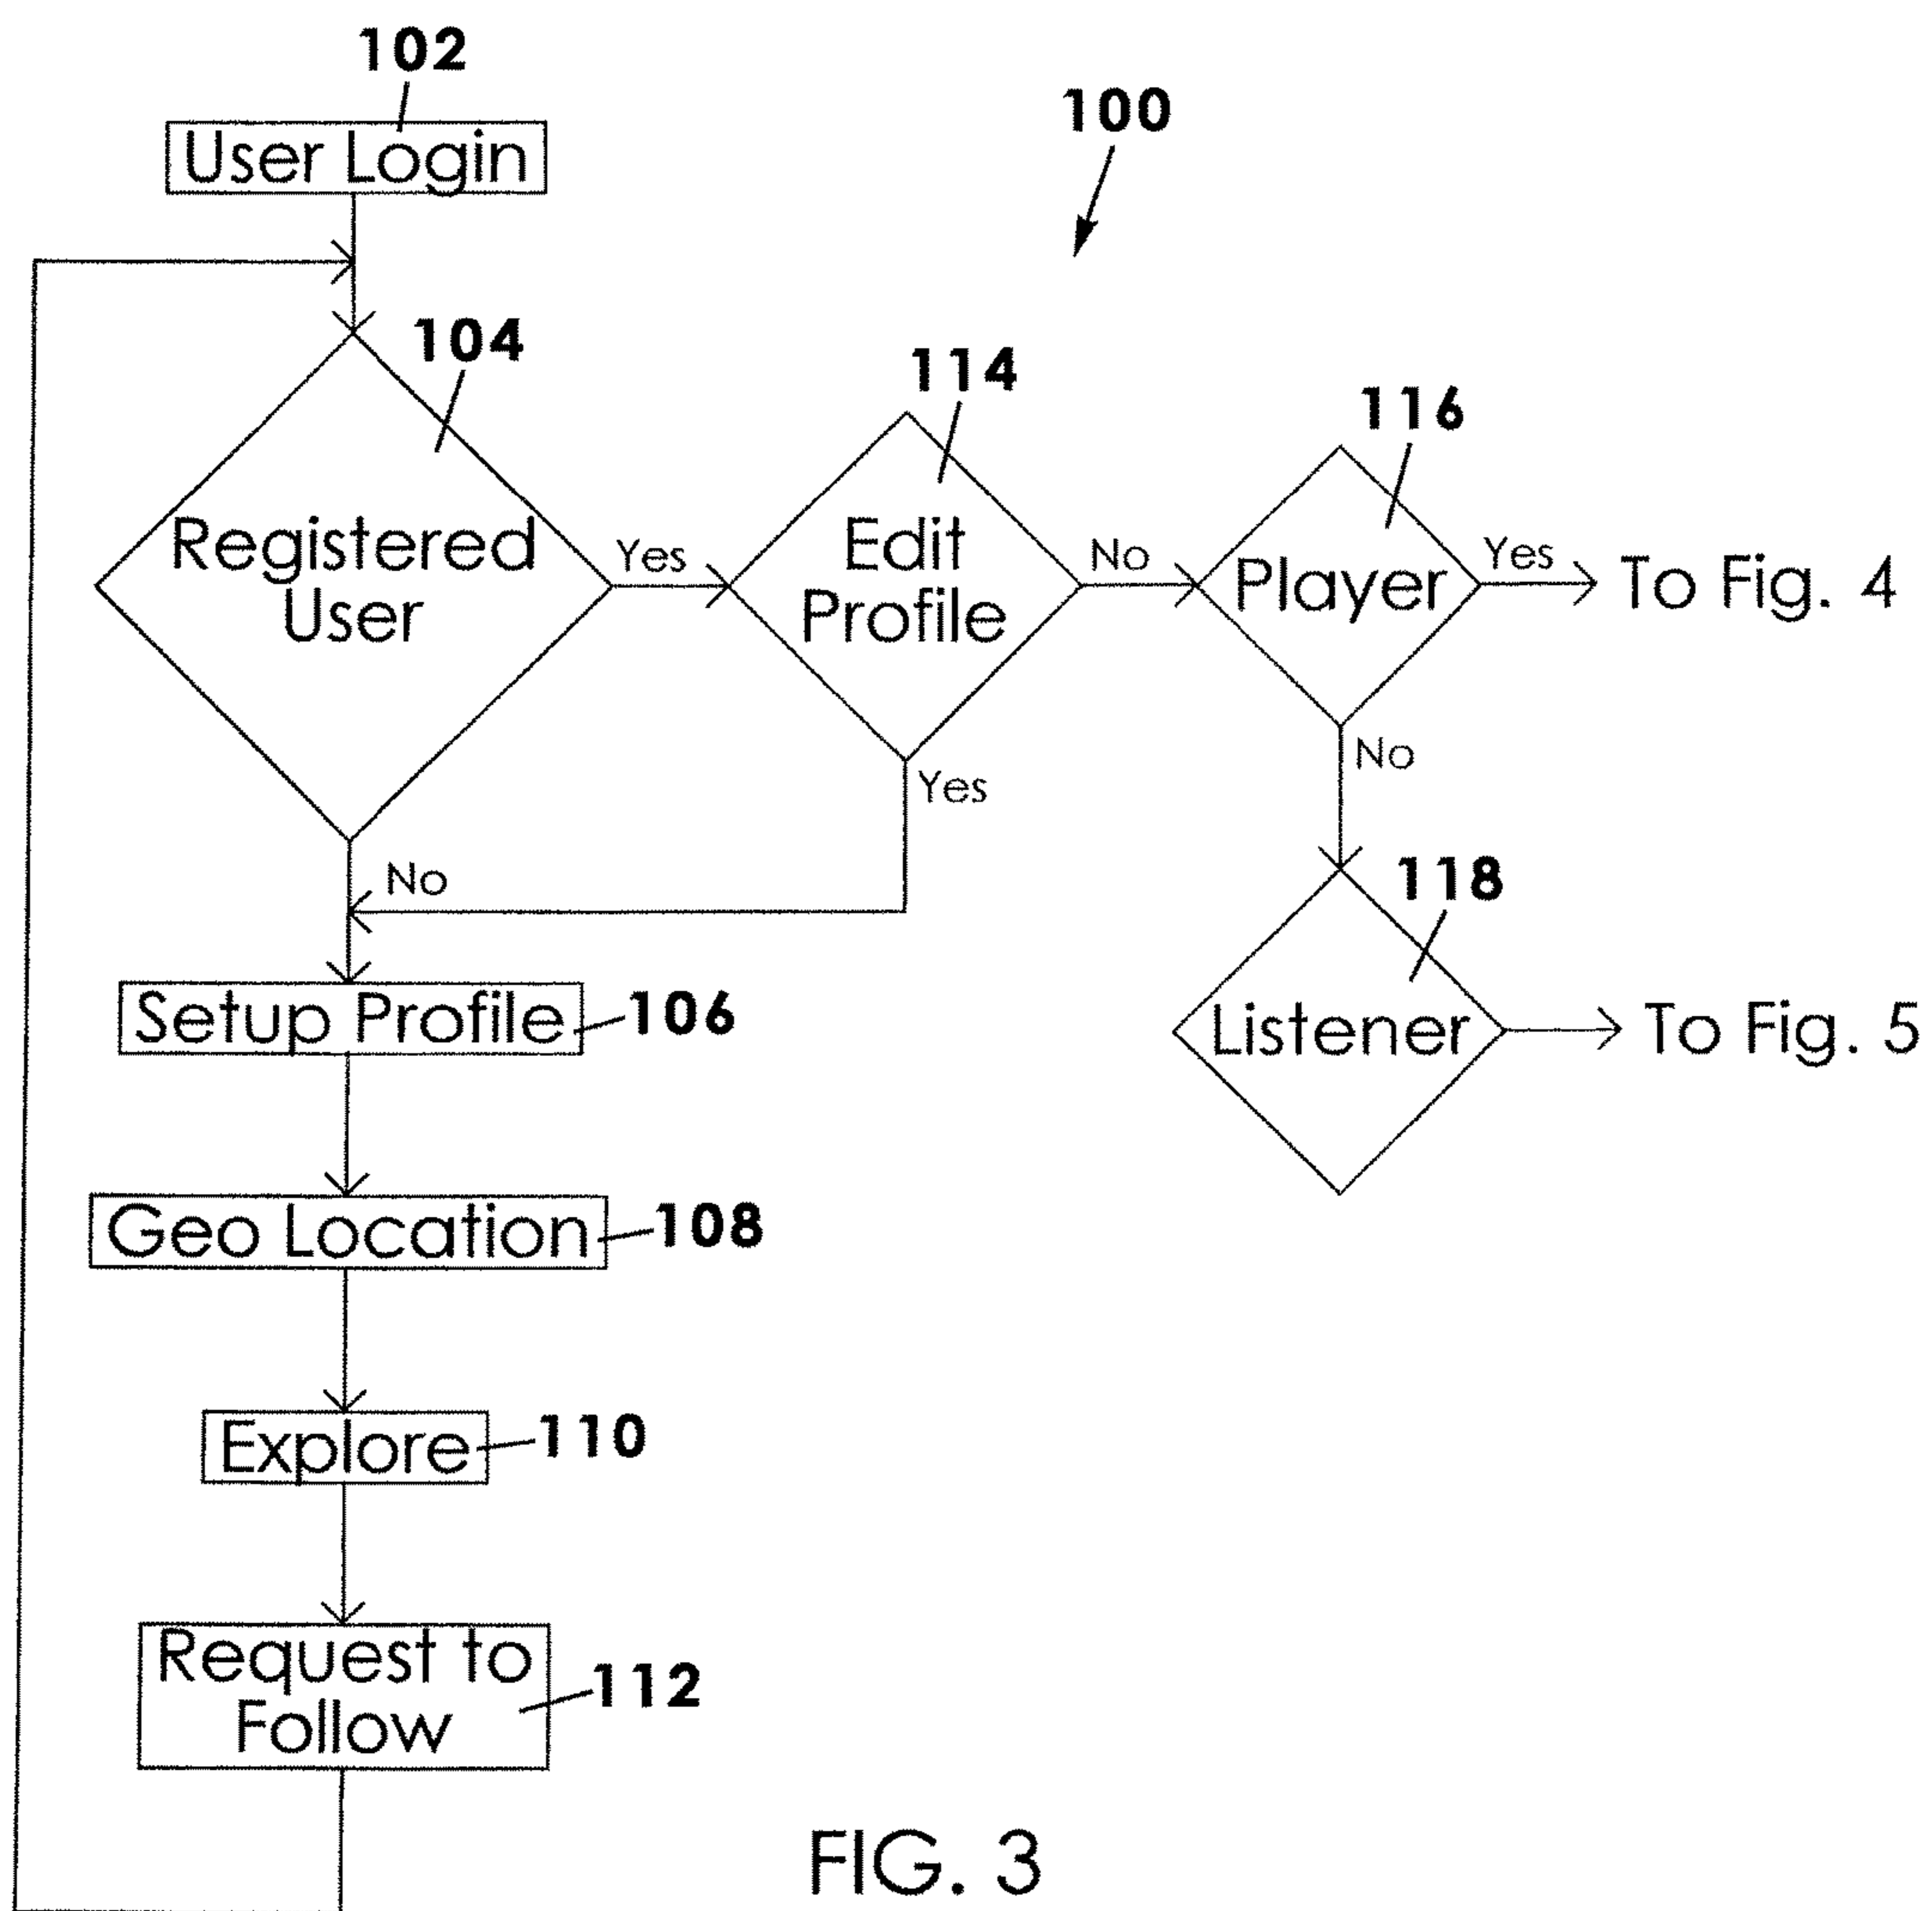 102
User Login
100
104
Registered
User
Yes
114
Edit
Profile
No
116
Player
Yes
To Fig. 4
No
Yes
No
118
Listener
To Fig. 5
Setup Profile
106
Geo Location
108
Explore
110
Request to
Follow
112
FIG. 3